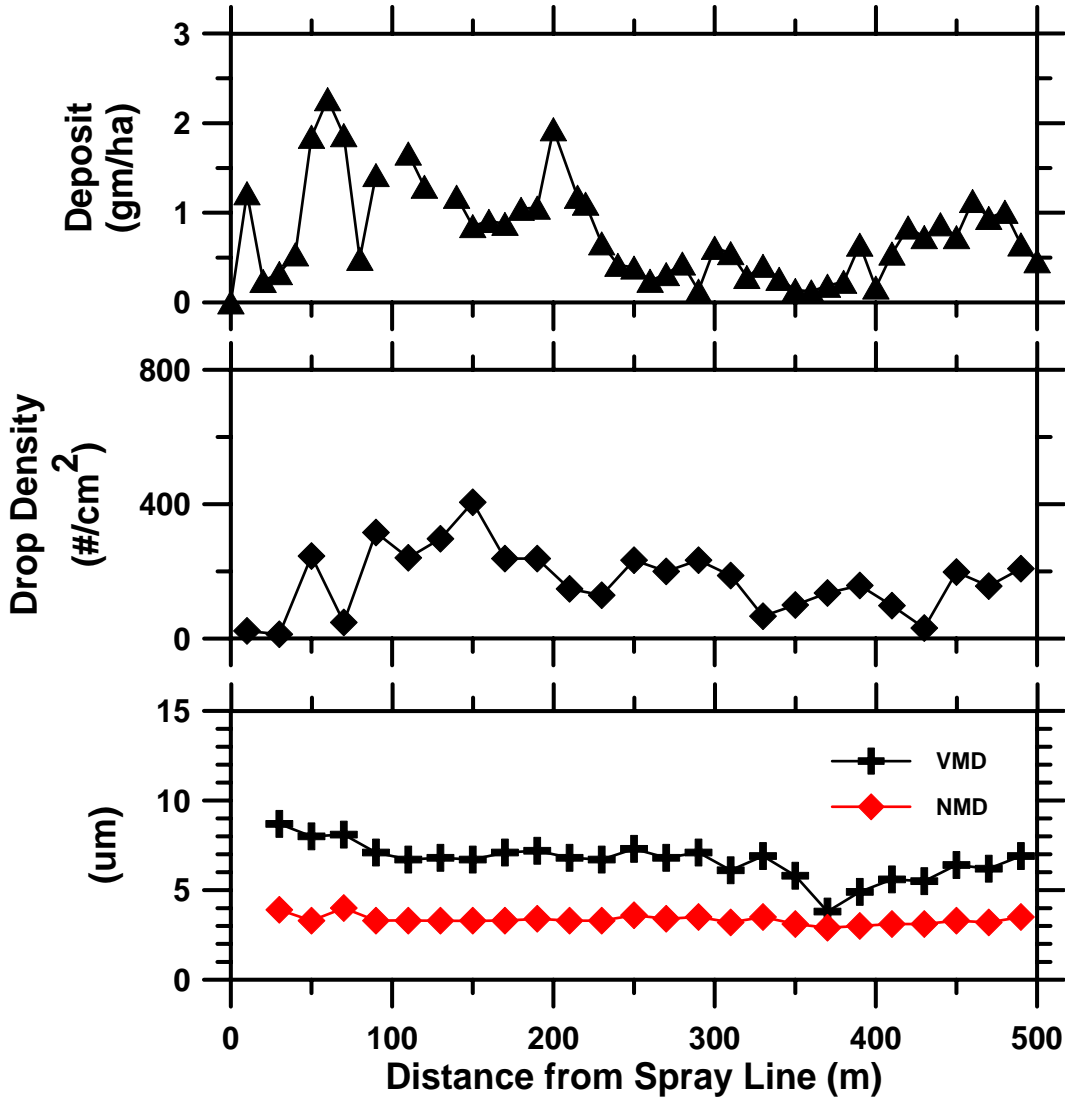 3
2
1
0
Deposit
(gm/ha)
800
400
0
Drop Density
(#/cm²)
15
10
5
0
(um)
VMD
NMD
0 100 200 300 400 500
Distance from Spray Line (m)